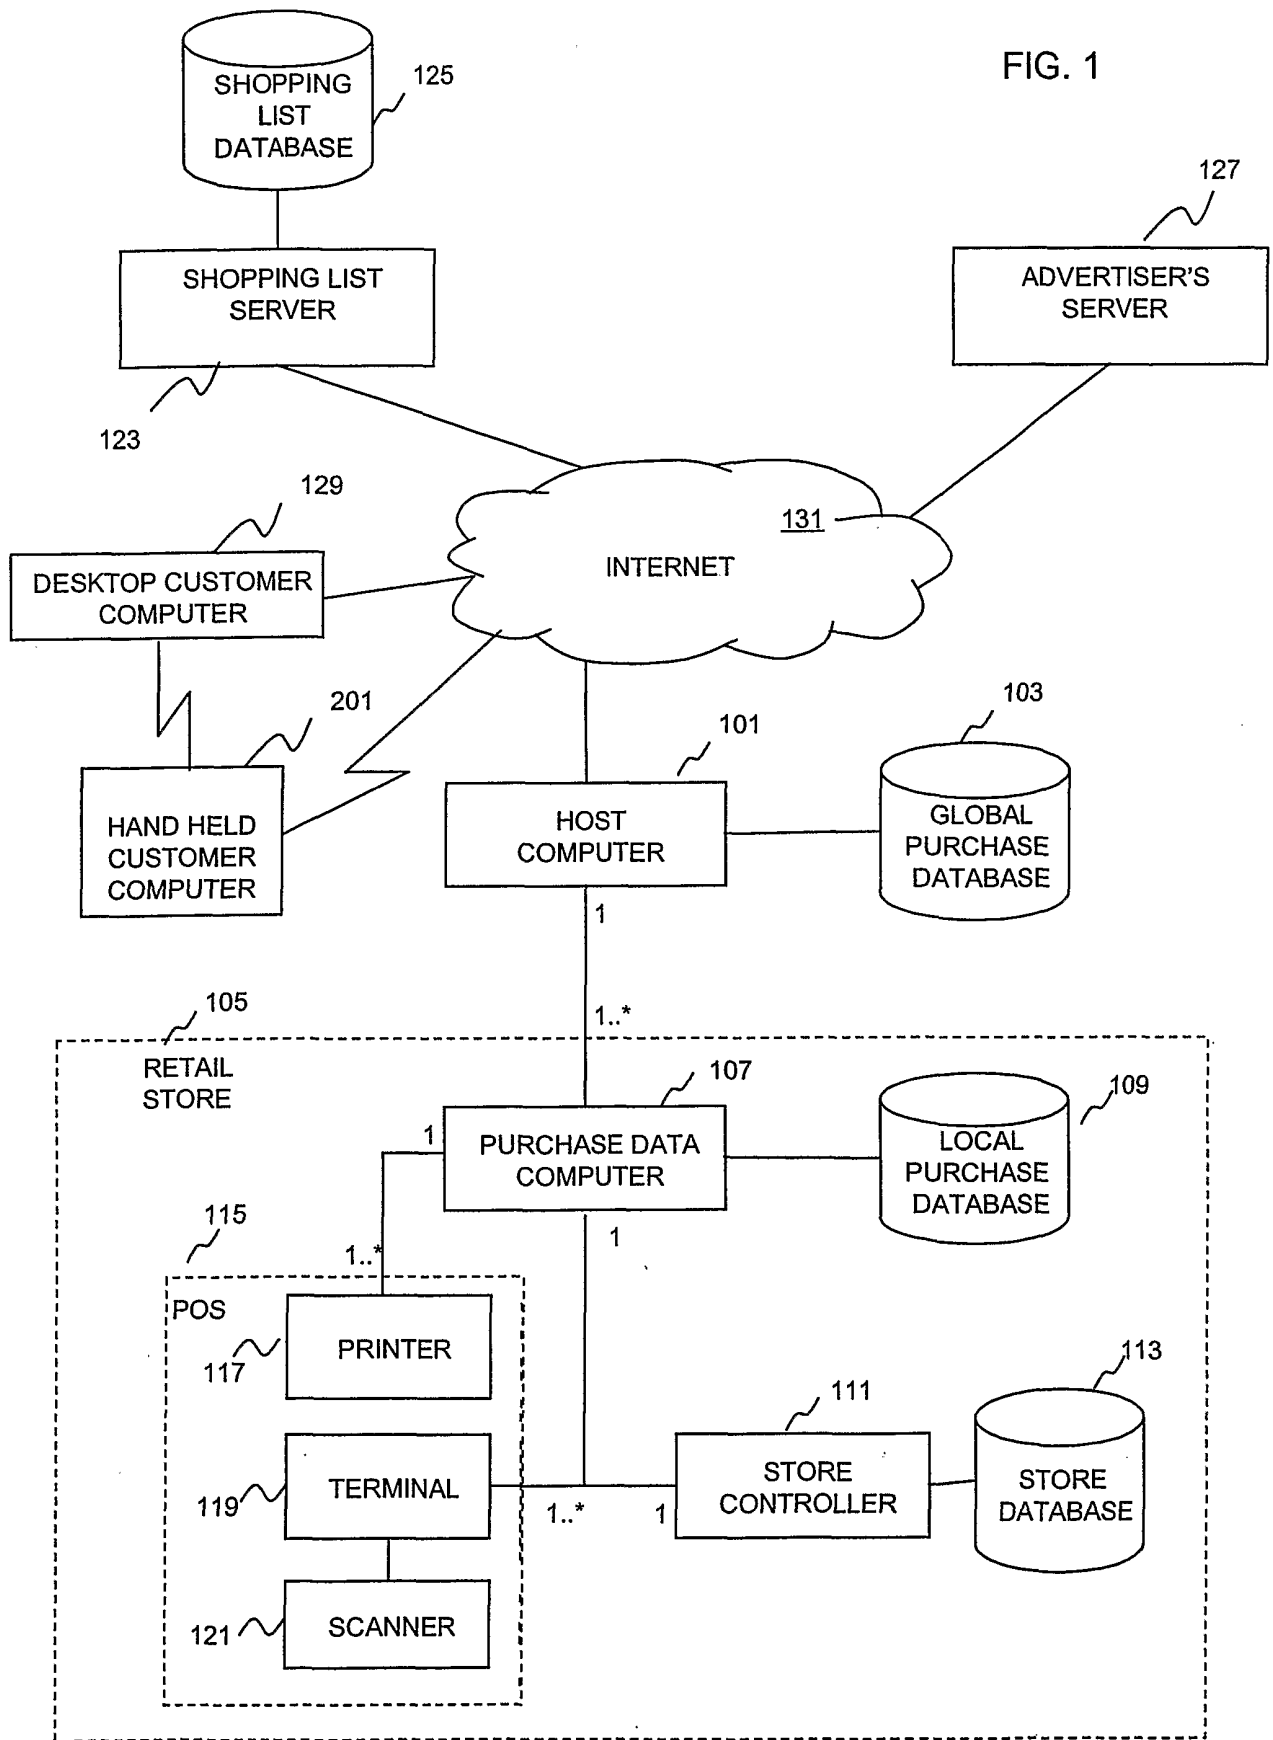 FIG. 1
SHOPPING
LIST
DATABASE
125
127
SHOPPING LIST
SERVER
ADVERTISER'S
SERVER
123
129
131
INTERNET
DESKTOP CUSTOMER
COMPUTER
201
HAND HELD
CUSTOMER
COMPUTER
101
103
HOST
COMPUTER
GLOBAL
PURCHASE
DATABASE
1
1..*
105
RETAIL
STORE
107
109
1
PURCHASE DATA
COMPUTER
LOCAL
PURCHASE
DATABASE
115
1..*
1
POS
PRINTER
117
113
111
TERMINAL
119
1..*
1
STORE
CONTROLLER
STORE
DATABASE
SCANNER
121